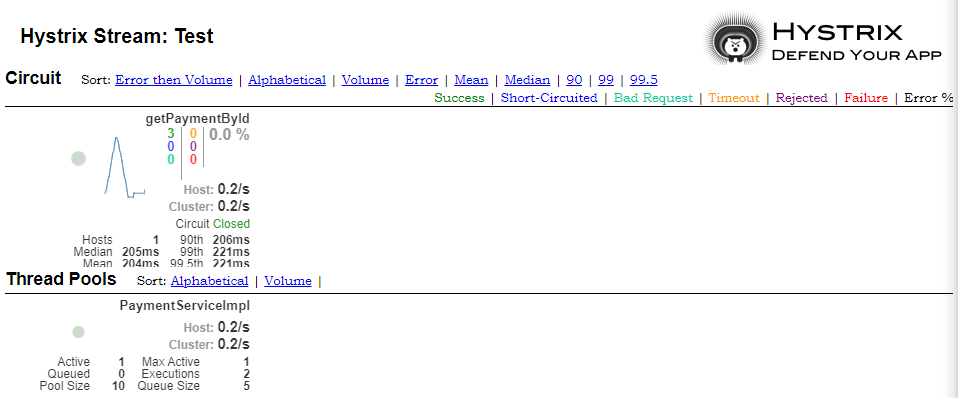 Hystrix Stream: Test
HYSTRIX
DEFEND YOUR APP
Circuit Sort: Error then Volume | Alphabetical | Volume | Error | Mean | Median | 90 | 99 | 99.5
Success | Short-Circuited | Bad Request | Timeout | Rejected | Failure | Error %
getPaymentById
3 0 0.0 %
0 0
0 0
Host: 0.2/s
Cluster: 0.2/s
Circuit Closed
Hosts 1 90th 206ms
Median 205ms 99th 221ms
Mean 204ms 99.5th 221ms
Thread Pools Sort: Alphabetical | Volume |
PaymentServiceImpl
Host: 0.2/s
Cluster: 0.2/s
Active 1 Max Active 1
Queued 0 Executions 2
Pool Size 10 Queue Size 5